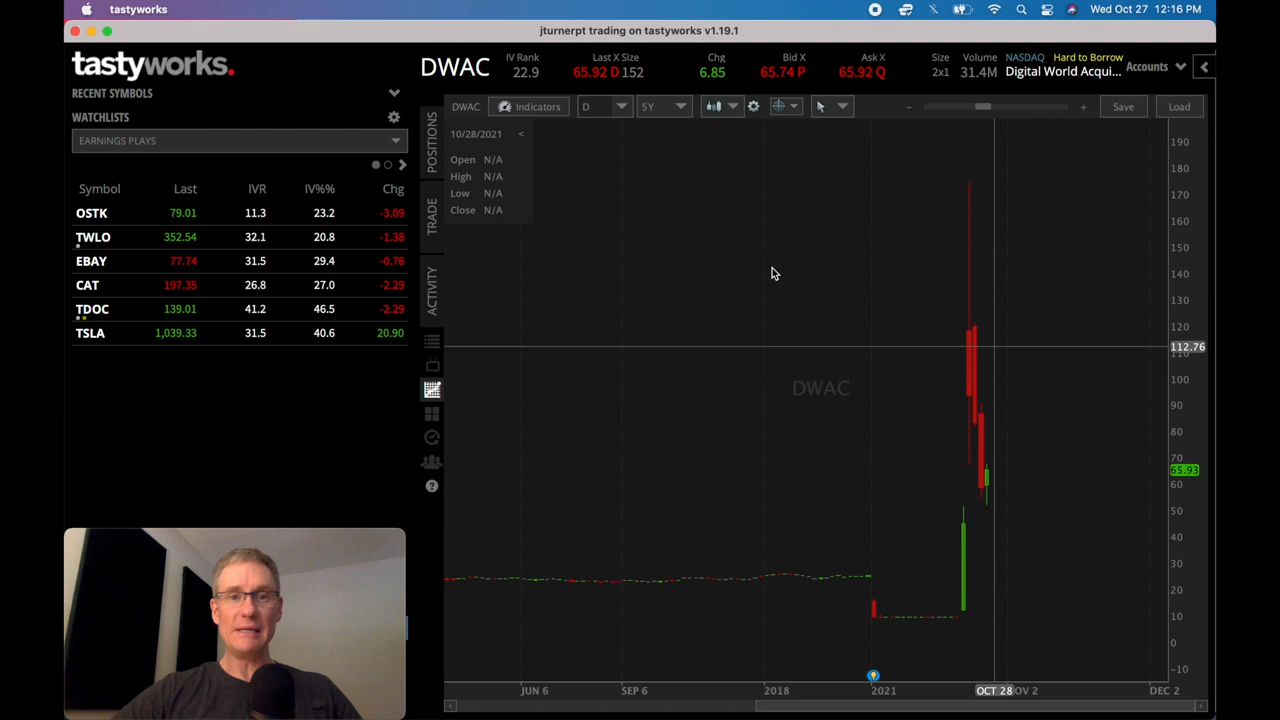 tastyworks
Wed Oct 27 12:16 PM
jturnerpt trading on tastyworks v1.19.1
tastyworks.
RECENT SYMBOLS
WATCHLISTS
EARNINGS PLAYS
Symbol Last IVR IV%% Chg
OSTK 79.01 11.3 23.2 -3.09
TWLO 352.54 32.1 20.8 -1.38
EBAY 77.74 31.5 29.4 -0.76
CAT 197.35 26.8 27.0 -2.29
TDOC 139.01 41.2 46.5 -2.29
TSLA 1,039.33 31.5 40.6 20.90
DWAC
IV Rank Last X Size Chg Bid X Ask X Size Volume NASDAQ Hard to Borrow
22.9 65.92 D 152 6.85 65.74 P 65.92 Q 2x1 31.4M Digital World Acqui...
Accounts
DWAC Indicators D 5Y - + Save Load
POSITIONS
TRADE
ACTIVITY
10/28/2021 <
Open N/A
High N/A
Low N/A
Close N/A
DWAC
190
180
170
160
150
140
130
120
112.76
110
100
90
80
70
65.93
60
50
40
30
20
10
0
-10
JUN 6 SEP 6 2018 2021 OCT 28 OV 2 DEC 2